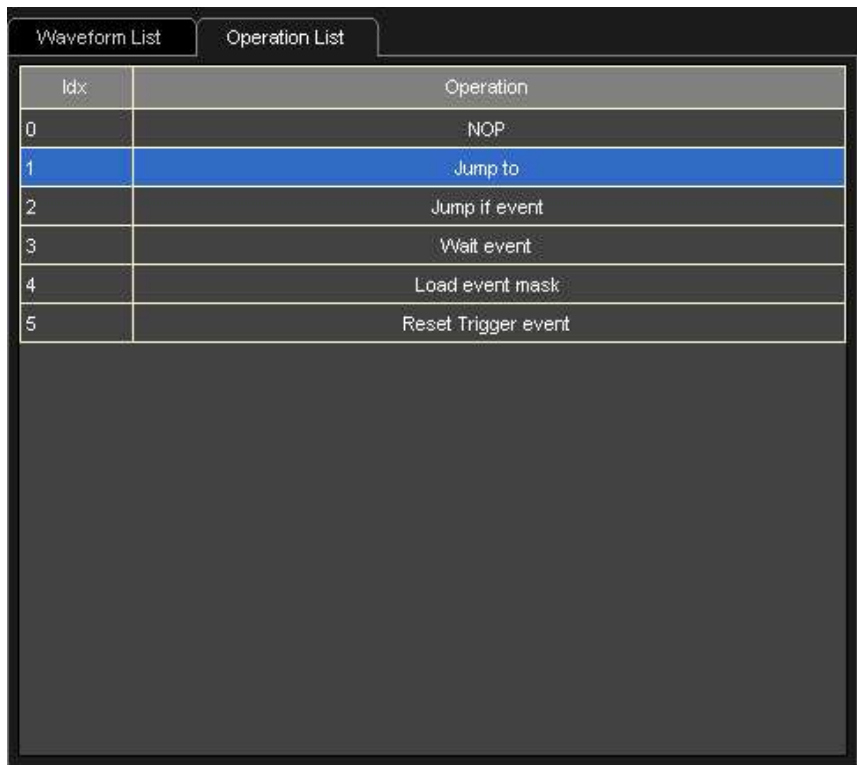 Waveform List Operation List
Idx Operation
0 NOP
1 Jump to
2 Jump if event
3 Wait event
4 Load event mask
5 Reset Trigger event